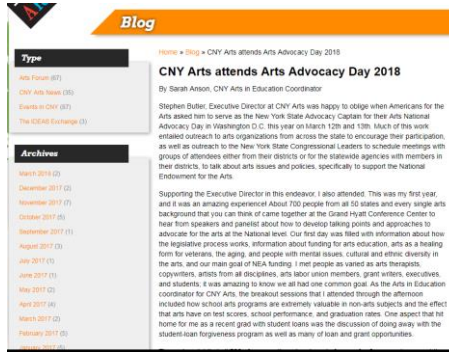 Blog
Type
Arts Forum (67)
CNY Arts News (35)
Events in CNY (67)
The IDEAS Exchange (3)
Archives
March 2018 (2)
December 2017 (2)
November 2017 (7)
October 2017 (5)
September 2017 (1)
August 2017 (3)
July 2017 (1)
June 2017 (1)
May 2017 (2)
April 2017 (4)
March 2017 (2)
February 2017 (5)
January 2017 (5)
Home » Blog » CNY Arts attends Arts Advocacy Day 2018
CNY Arts attends Arts Advocacy Day 2018
By Sarah Anson, CNY Arts in Education Coordinator
Stephen Butler, Executive Director at CNY Arts was happy to oblige when Americans for the
Arts asked him to serve as the New York State Advocacy Captain for their Arts National
Advocacy Day in Washington D.C. this year on March 12th and 13th. Much of this work
entailed outreach to arts organizations from across the state to encourage their participation,
as well as outreach to the New York State Congressional Leaders to schedule meetings with
groups of attendees either from their districts or for the statewide agencies with members in
their districts, to talk about arts issues and policies, specifically to support the National
Endowment for the Arts.
Supporting the Executive Director in this endeavor, I also attended. This was my first year,
and it was an amazing experience! About 700 people from all 50 states and every single arts
background that you can think of came together at the Grand Hyatt Conference Center to
hear from speakers and panelist about how to develop talking points and approaches to
advocate for the arts at the National level. Our first day was filled with information about how
the legislative process works, information about funding for arts education, arts as a healing
form for veterans, the aging, and people with mental issues, cultural and ethnic diversity in
the arts, and our main goal of NEA funding. I met people as varied as arts therapists,
copywriters, artists from all disciplines, arts labor union members, grant writers, executives,
and students; it was amazing to know we all had one common goal. As the Arts in Education
coordinator for CNY Arts, the breakout sessions that I attended through the afternoon
included how school arts programs are extremely valuable in non-arts subjects and the effect
that arts have on test scores, school performance, and graduation rates. One aspect that hit
home for me as a recent grad with student loans was the discussion of doing away with the
student-loan forgiveness program as well as many of loan and grant opportunities.